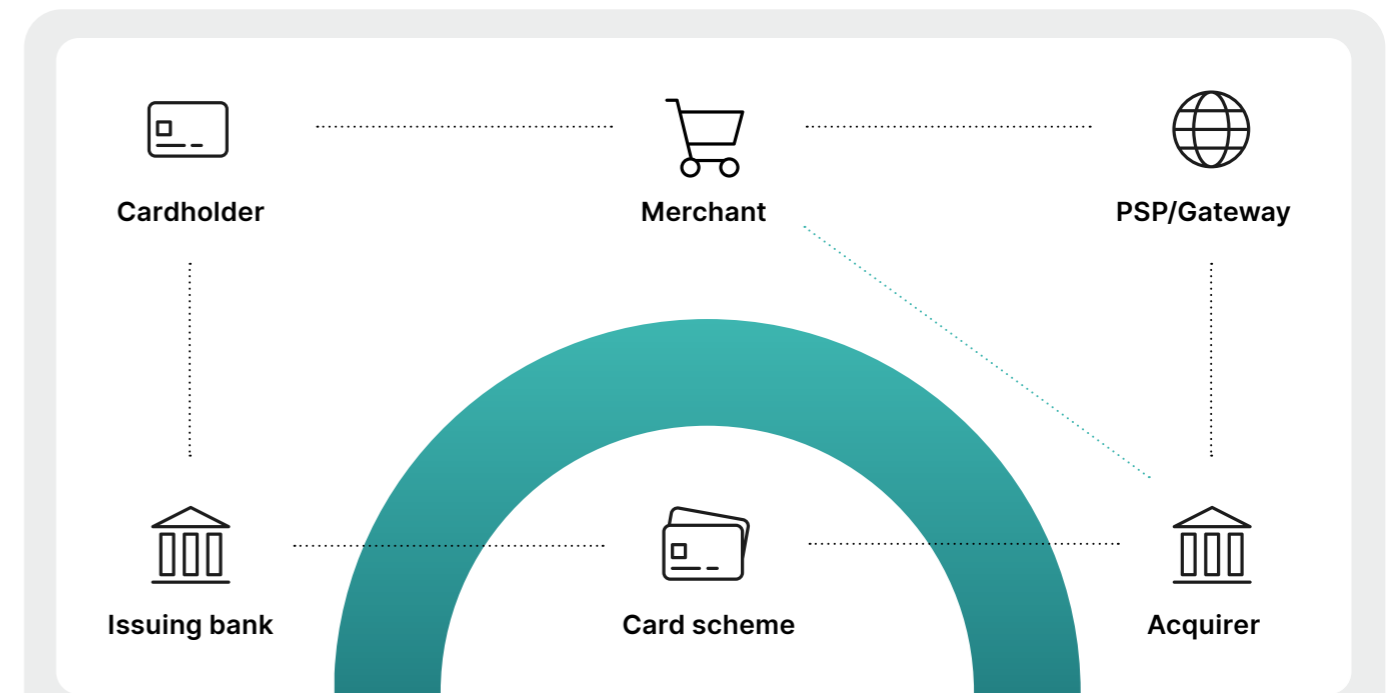 Cardholder
Merchant
PSP/Gateway
Issuing bank
Card scheme
Acquirer